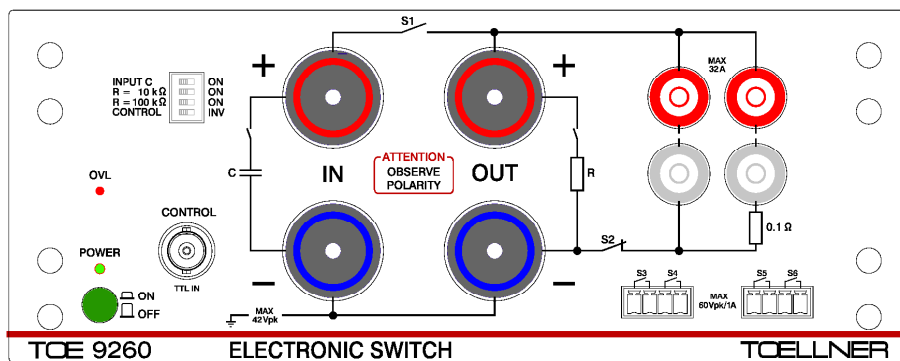 S1
INPUT C ON
R = 10 kΩ ON
R = 100 kΩ ON
CONTROL INV
+
+
MAX
32A
C
IN
ATTENTION
OBSERVE
POLARITY
OUT
R
OVL
CONTROL
TTL IN
POWER
ON
OFF
S2
0.1 Ω
−
−
S3 S4
MAX
60Vpk/1A
S5 S6
MAX
42Vpk
TOE 9260 ELECTRONIC SWITCH TOELLNER